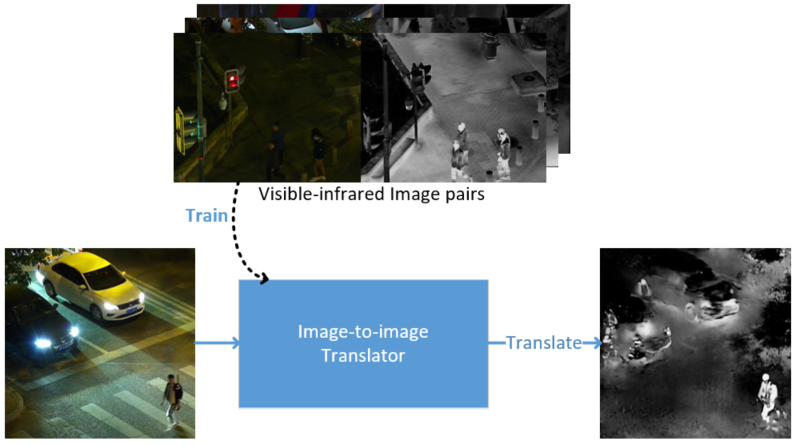 Visible-infrared Image pairs
Train
Image-to-image
Translator
Translate